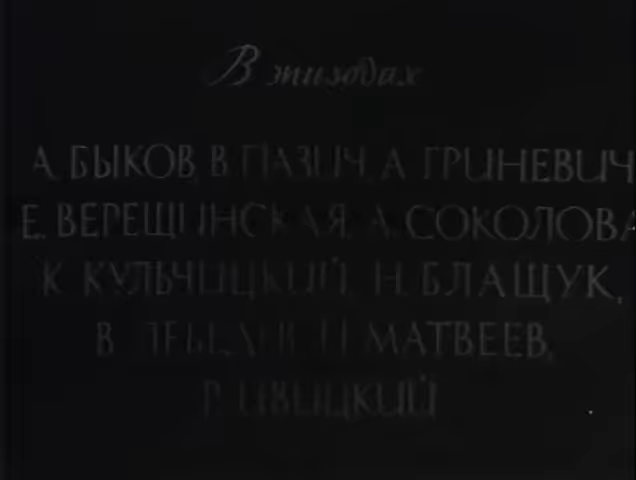 В эпизодах
А. БЫКОВ, В. А. ГРИНЕВИЧ
Е. ВЕРЕЩИНСКАЯ, А. СОКОЛОВА
К. КУЛЬЧИЦКИЙ, Н. БЛАЩУК,
В. МАТВЕЕВ,